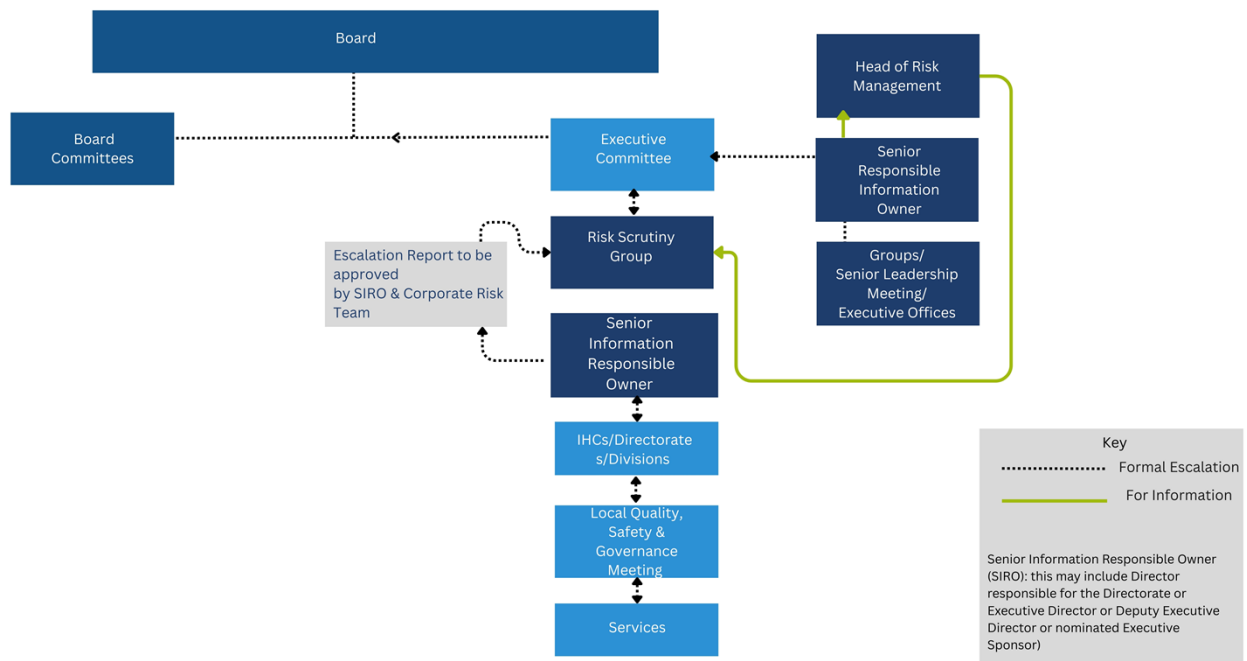 Board
Head of Risk
Management
Board
Committees
Executive
Committee
Senior
Responsible
Information
Owner
Risk Scrutiny
Group
Escalation Report to be
approved
by SIRO & Corporate Risk
Team
Groups/
Senior Leadership
Meeting/
Executive Offices
Senior
Information
Responsible
Owner
IHCs/Directorate
s/Divisions
Local Quality,
Safety &
Governance
Meeting
Services
Key
Formal Escalation
For Information
Senior Information Responsible Owner
(SIRO): this may include Director
responsible for the Directorate or
Executive Director or Deputy Executive
Director or nominated Executive
Sponsor)